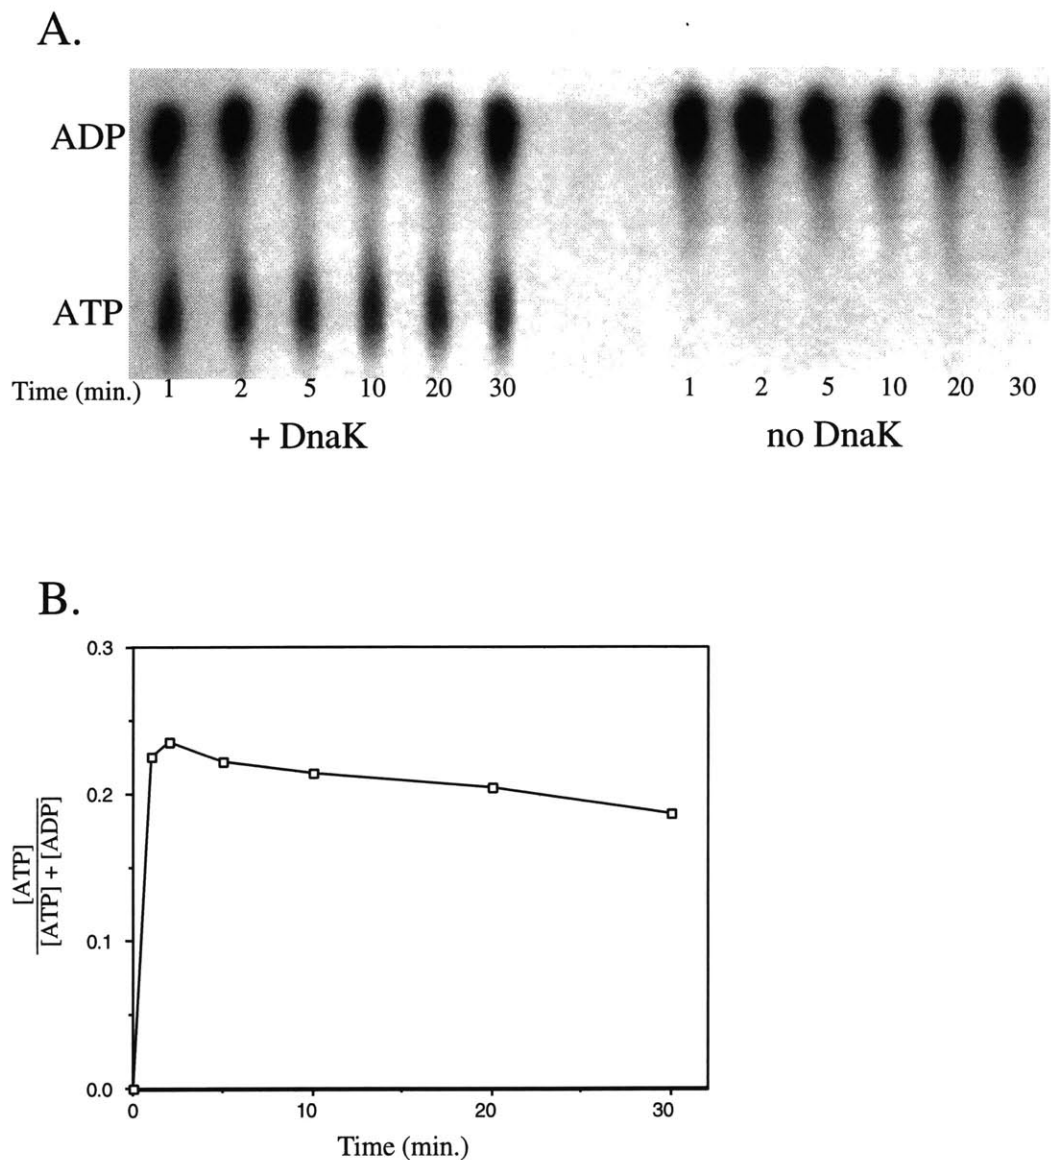 A.
ADP
ATP
Time (min.) 1 2 5 10 20 30 1 2 5 10 20 30
+ DnaK no DnaK
B.
0.3
0.2
0.1
0.0
[ATP]
[ATP] + [ADP]
0 10 20 30
Time (min.)